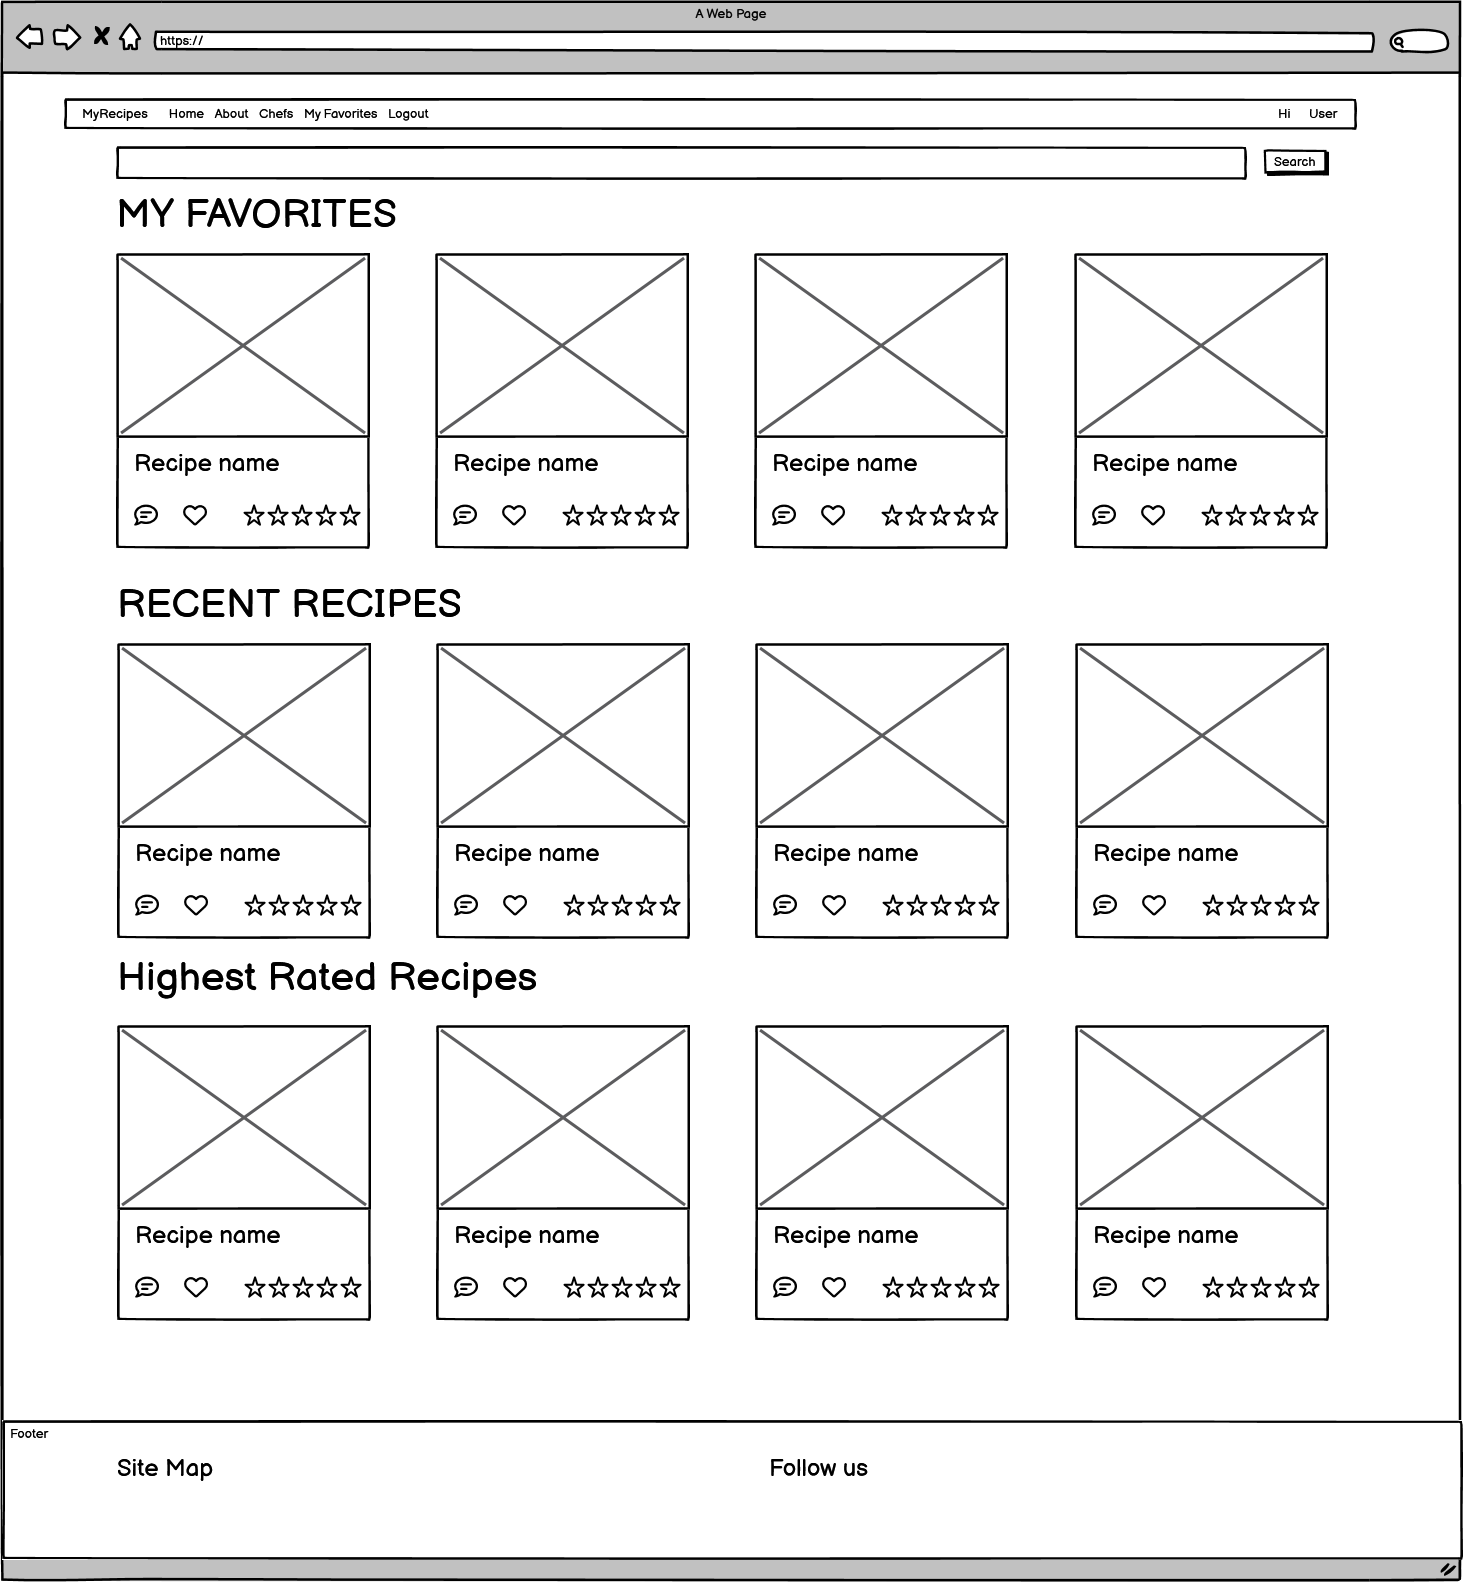 A Web Page
https://
MyRecipes Home About Chefs My Favorites Logout Hi User
Search
MY FAVORITES
Recipe name Recipe name Recipe name Recipe name
RECENT RECIPES
Recipe name Recipe name Recipe name Recipe name
Highest Rated Recipes
Recipe name Recipe name Recipe name Recipe name
Footer
Site Map Follow us